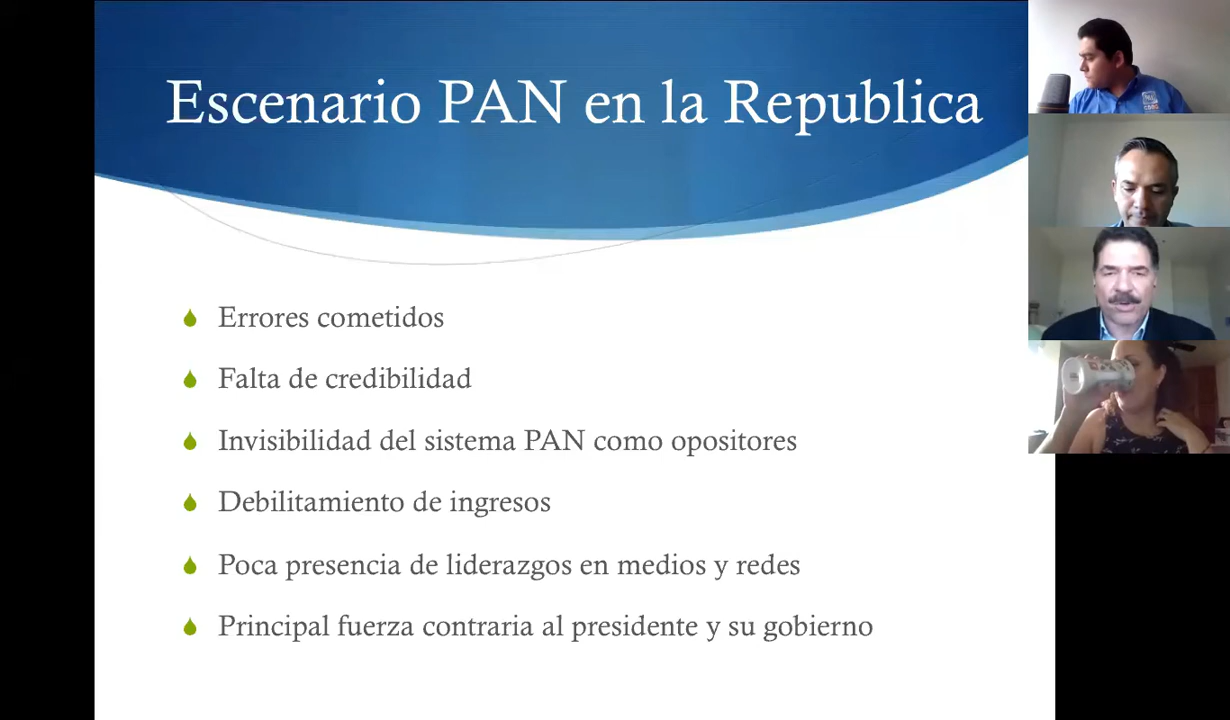 Escenario PAN en la Republica
Errores cometidos
Falta de credibilidad
Invisibilidad del sistema PAN como opositores
Debilitamiento de ingresos
Poca presencia de liderazgos en medios y redes
Principal fuerza contraria al presidente y su gobierno